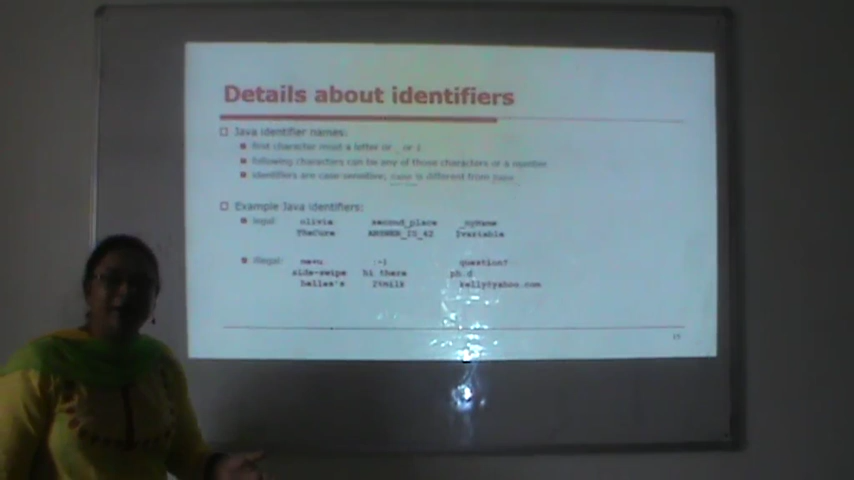 Details about identifiers
Java identifier names:
first character must a letter or _ or
following characters can be any of those characters or a number
identifiers are case-sensitive; name is different from Name
Example Java identifiers:
legal: olivia second_place _myName
TheCure ANSWER_IS_42 $variable
illegal: :-) question?
side-swipe hi there ph.d
belles's 2%milk kelly@yahoo.com
15